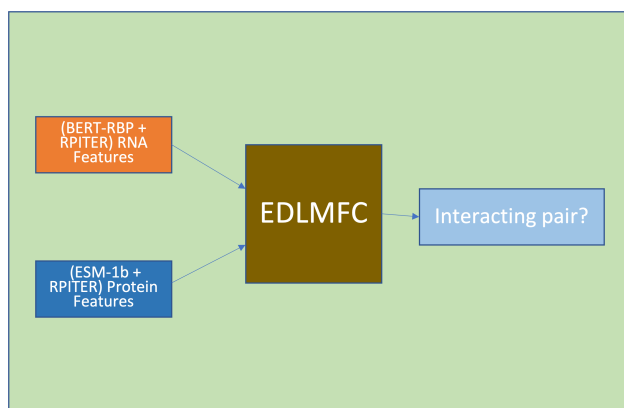 (BERT-RBP +
RPITER) RNA
Features
EDLMFC
Interacting pair?
(ESM-1b +
RPITER) Protein
Features